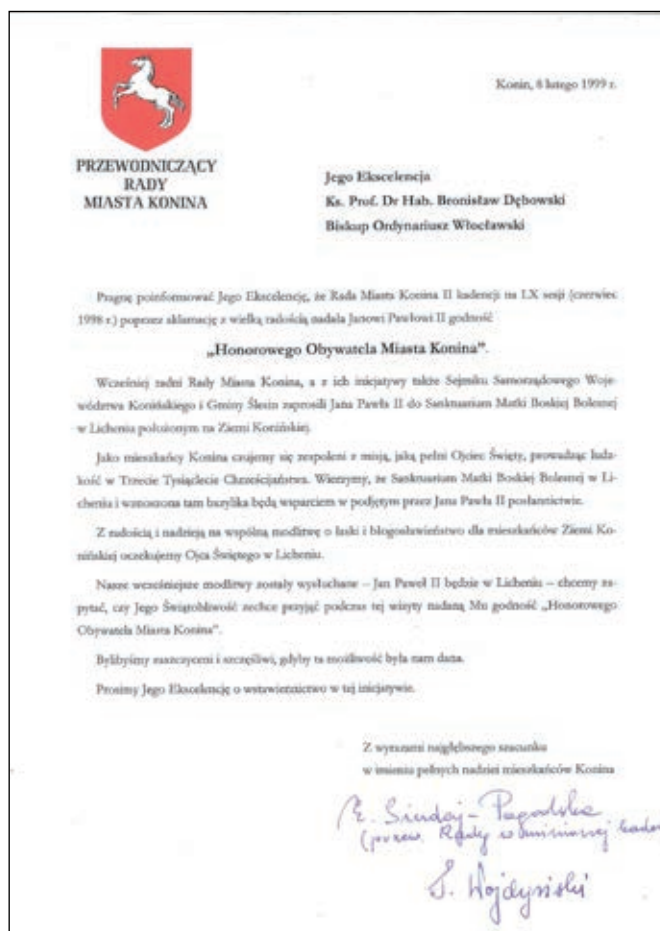 Konin, 8 lutego 1999 r.
PRZEWODNICZĄCY
RADY
MIASTA KONINA
Jego Ekscelencja
Ks. Prof. Dr Hab. Bronisław Dębowski
Biskup Ordynariusz Włocławski
Pragnę poinformować Jego Ekscelencję, że Rada Miasta Konina II kadencji na LX sesji (czerwiec
1998 r.) poprzez aklamację z wielką radością nadała Janowi Pawłowi II godność
„Honorowego Obywatela Miasta Konina”.
Wcześniej radni Rady Miasta Konina, a z ich inicjatywy także Sejmiku Samorządowego Woje-
wództwa Konińskiego i Gminy Ślesin zaprosili Jana Pawła II do Sanktuarium Matki Boskiej Bolesnej
w Licheniu położonym na Ziemi Konińskiej.
Jako mieszkańcy Konina czujemy się zespoleni z misją, jaką pełni Ojciec Święty, prowadząc ludz-
kość w Trzecie Tysiąclecie Chrześcijaństwa. Wierzymy, że Sanktuarium Matki Boskiej Bolesnej w Li-
cheniu i wznoszona tam bazylika będą wsparciem w podjętym przez Jana Pawła II posłannictwie.
Z radością i nadzieją na wspólną modlitwę o łaski i błogosławieństwo dla mieszkańców Ziemi Ko-
nińskiej oczekujemy Ojca Świętego w Licheniu.
Nasze wcześniejsze modlitwy zostały wysłuchane – Jan Paweł II będzie w Licheniu – chcemy za-
pytać, czy Jego Świątobliwość zechce przyjąć podczas tej wizyty nadaną Mu godność „Honorowego
Obywatela Miasta Konina”.
Bylibyśmy zaszczyceni i szczęśliwi, gdyby ta możliwość była nam dana.
Prosimy Jego Ekscelencję o wstawiennictwo w tej inicjatywie.
Z wyrazami najgłębszego szacunku
w imieniu pełnych nadziei mieszkańców Konina
(przew. Rady w minionej kaden
Wojdyński